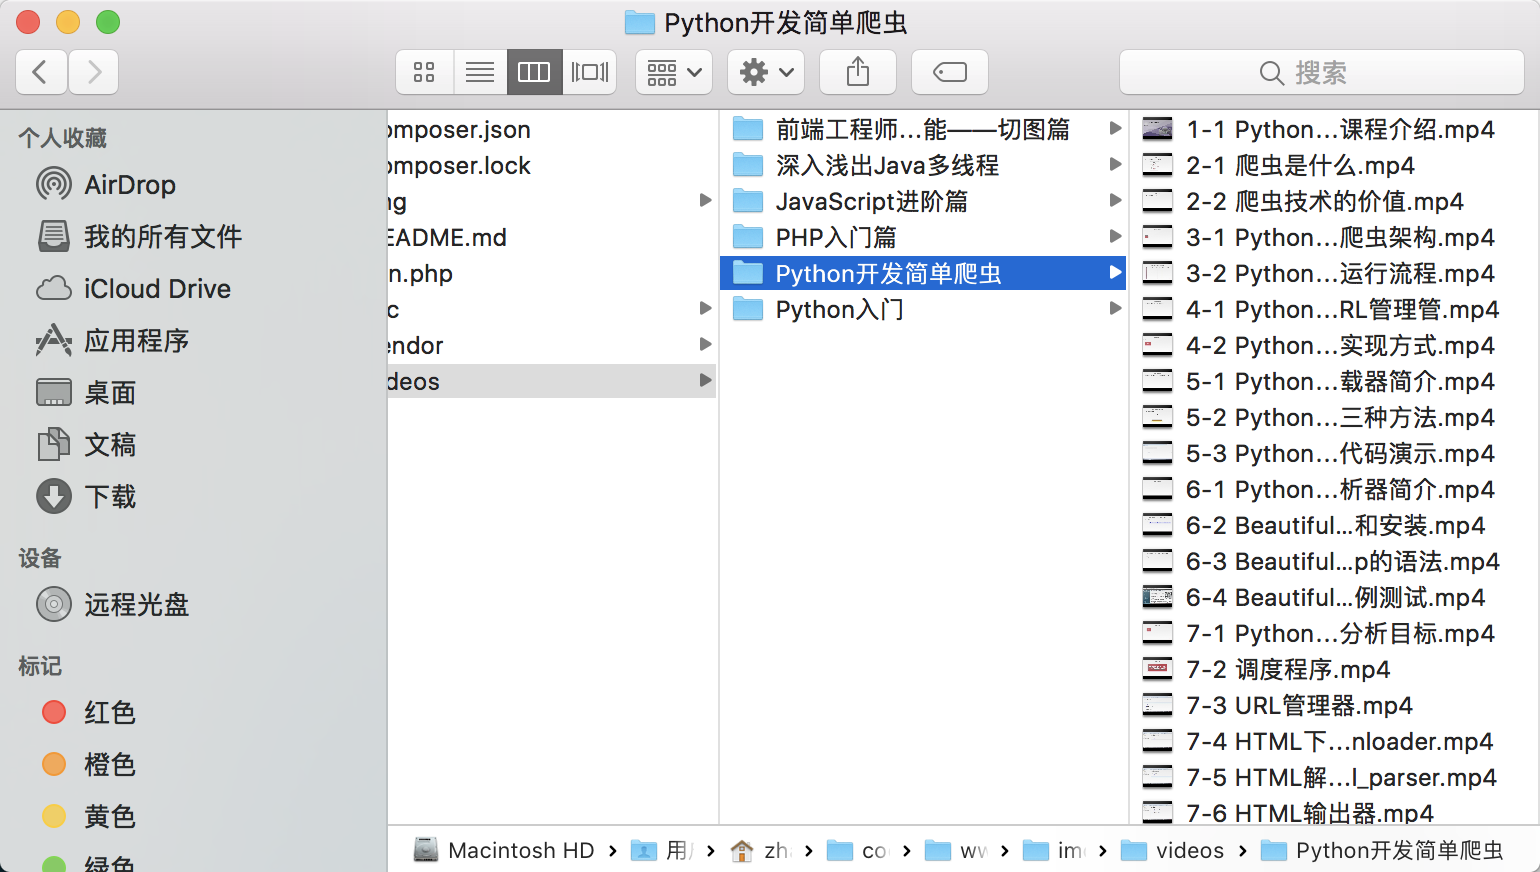 Python开发简单爬虫
搜索
个人收藏
AirDrop
我的所有文件
iCloud Drive
应用程序
桌面
文稿
下载
设备
远程光盘
标记
红色
橙色
黄色
绿色
omposer.json
omposer.lock
ng
EADME.md
n.php
c
endor
deos
前端工程师…能——切图篇
深入浅出Java多线程
JavaScript进阶篇
PHP入门篇
Python开发简单爬虫
Python入门
1-1 Python…课程介绍.mp4
2-1 爬虫是什么.mp4
2-2 爬虫技术的价值.mp4
3-1 Python…爬虫架构.mp4
3-2 Python…运行流程.mp4
4-1 Python…RL管理管.mp4
4-2 Python…实现方式.mp4
5-1 Python…载器简介.mp4
5-2 Python…三种方法.mp4
5-3 Python…代码演示.mp4
6-1 Python…析器简介.mp4
6-2 Beautiful…和安装.mp4
6-3 Beautiful…p的语法.mp4
6-4 Beautiful…例测试.mp4
7-1 Python…分析目标.mp4
7-2 调度程序.mp4
7-3 URL管理器.mp4
7-4 HTML下…nloader.mp4
7-5 HTML解…l_parser.mp4
7-6 HTML输出器.mp4
Macintosh HD › 用 › zh › co › w › im › videos › Python开发简单爬虫